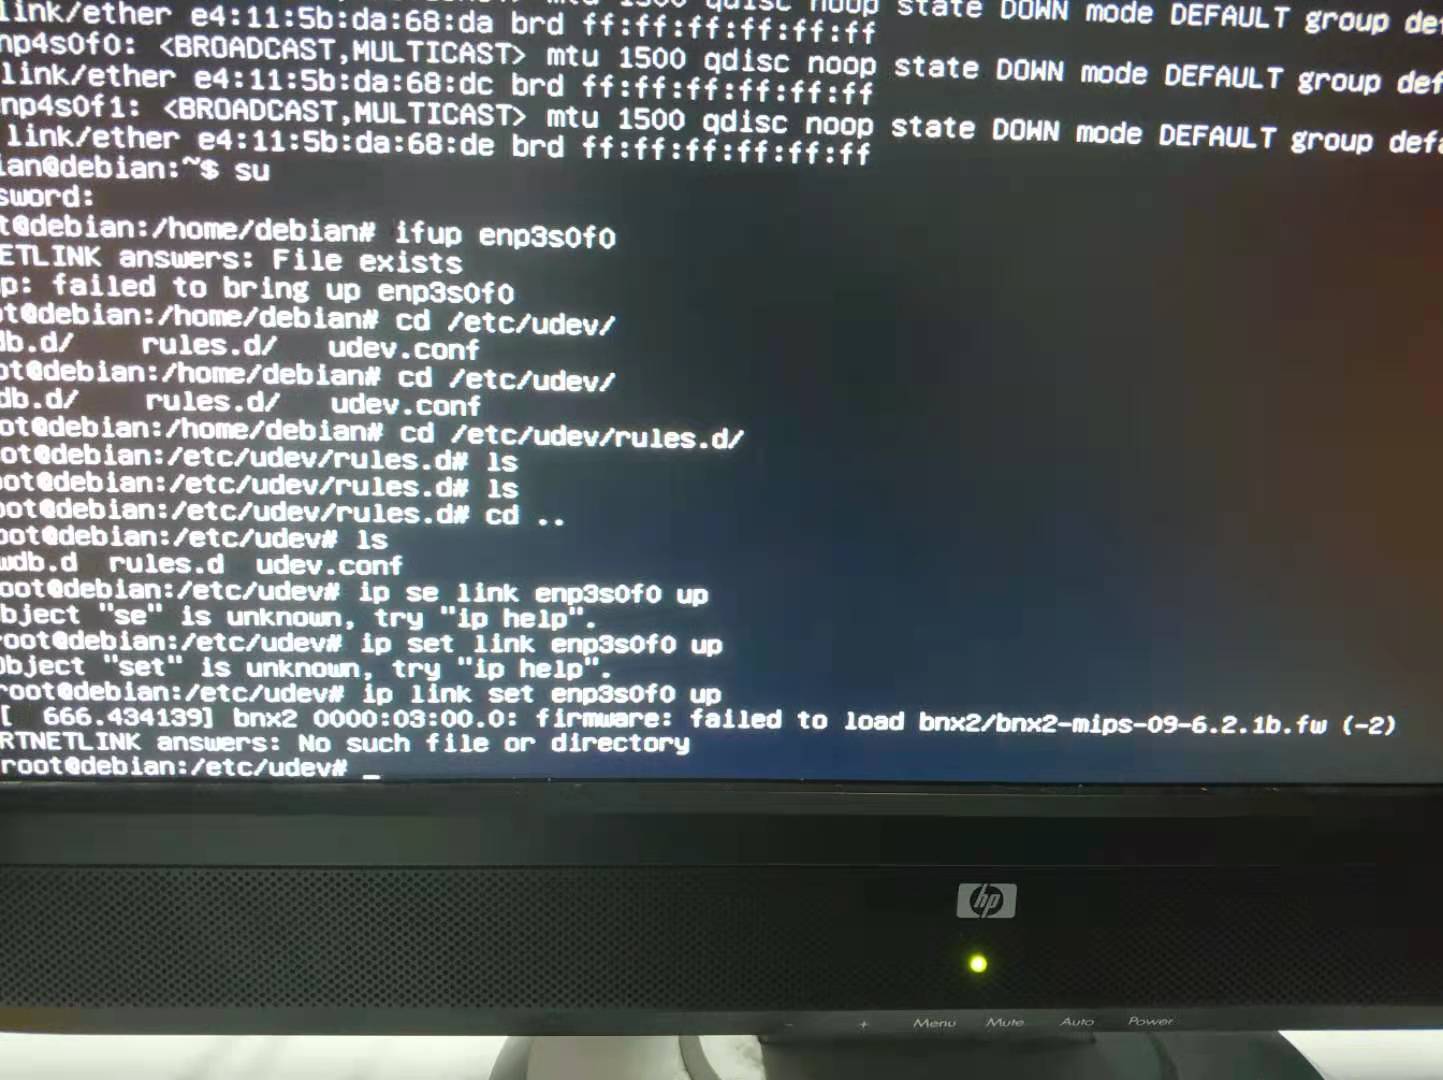 link/ether e4:11:5b:da:68:da brd ff:ff:ff:ff:ff:ff
mtu 1500 qdisc noop state DOWN mode DEFAULT group def
np4s0f0: <BROADCAST,MULTICAST> mtu 1500 qdisc noop state DOWN mode DEFAULT group def
link/ether e4:11:5b:da:68:dc brd ff:ff:ff:ff:ff:ff
np4s0f1: <BROADCAST,MULTICAST> mtu 1500 qdisc noop state DOWN mode DEFAULT group defa
link/ether e4:11:5b:da:68:de brd ff:ff:ff:ff:ff:ff
ian@debian:~$ su
sword:
t@debian:/home/debian# ifup enp3s0f0
ETLINK answers: File exists
p: failed to bring up enp3s0f0
ot@debian:/home/debian# cd /etc/udev/
db.d/ rules.d/ udev.conf
ot@debian:/home/debian# cd /etc/udev/
db.d/ rules.d/ udev.conf
ot@debian:/home/debian# cd /etc/udev/rules.d/
ot@debian:/etc/udev/rules.d# ls
oot@debian:/etc/udev/rules.d# ls
oot@debian:/etc/udev/rules.d# cd ..
oot@debian:/etc/udev# ls
wdb.d rules.d udev.conf
root@debian:/etc/udev# ip se link enp3s0f0 up
bject "se" is unknown, try "ip help".
root@debian:/etc/udev# ip set link enp3s0f0 up
Object "set" is unknown, try "ip help".
root@debian:/etc/udev# ip link set enp3s0f0 up
[ 666.434139] bnx2 0000:03:00.0: firmware: failed to load bnx2/bnx2-mips-09-6.2.1b.fw (-2)
RTNETLINK answers: No such file or directory
root@debian:/etc/udev# _
hp
- + Menu Mute Auto Power